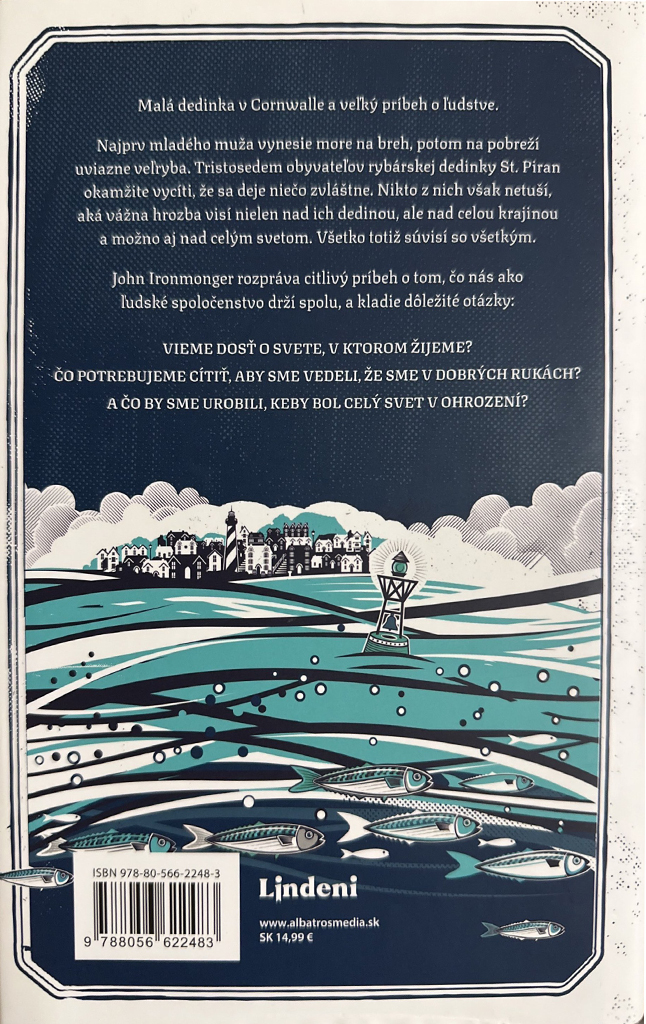 Malá dedinka v Cornwalle a veľký príbeh o ľudstve.
Najprv mladého muža vynesie more na breh, potom na pobreží
uviazne veľryba. Tristosedem obyvateľov rybárskej dedinky St. Piran
okamžite vycíti, že sa deje niečo zvláštne. Nikto z nich však netuší,
aká vážna hrozba visí nielen nad ich dedinou, ale nad celou krajinou
a možno aj nad celým svetom. Všetko totiž súvisí so všetkým.
John Ironmonger rozpráva citlivý príbeh o tom, čo nás ako
ľudské spoločenstvo drží spolu, a kladie dôležité otázky:
VIEME DOSŤ O SVETE, V KTOROM ŽIJEME?
ČO POTREBUJEME CÍTIŤ, ABY SME VEDELI, ŽE SME V DOBRÝCH RUKÁCH?
A ČO BY SME UROBILI, KEBY BOL CELÝ SVET V OHROZENÍ?
ISBN 978-80-566-2248-3
9 788056 622483
Lindeni
www.albatrosmedia.sk
SK 14,99 €